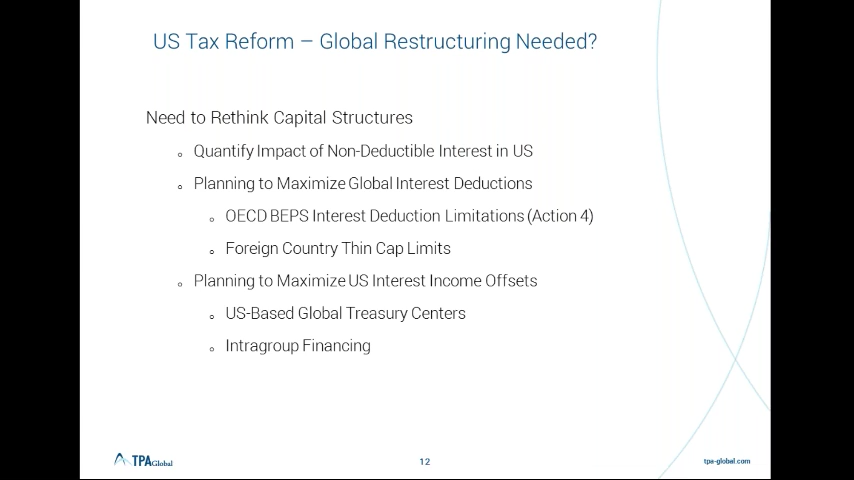 US Tax Reform – Global Restructuring Needed?
Need to Rethink Capital Structures
Quantify Impact of Non-Deductible Interest in US
Planning to Maximize Global Interest Deductions
OECD BEPS Interest Deduction Limitations (Action 4)
Foreign Country Thin Cap Limits
Planning to Maximize US Interest Income Offsets
US-Based Global Treasury Centers
Intragroup Financing
TPA Global
12
tpa-global.com